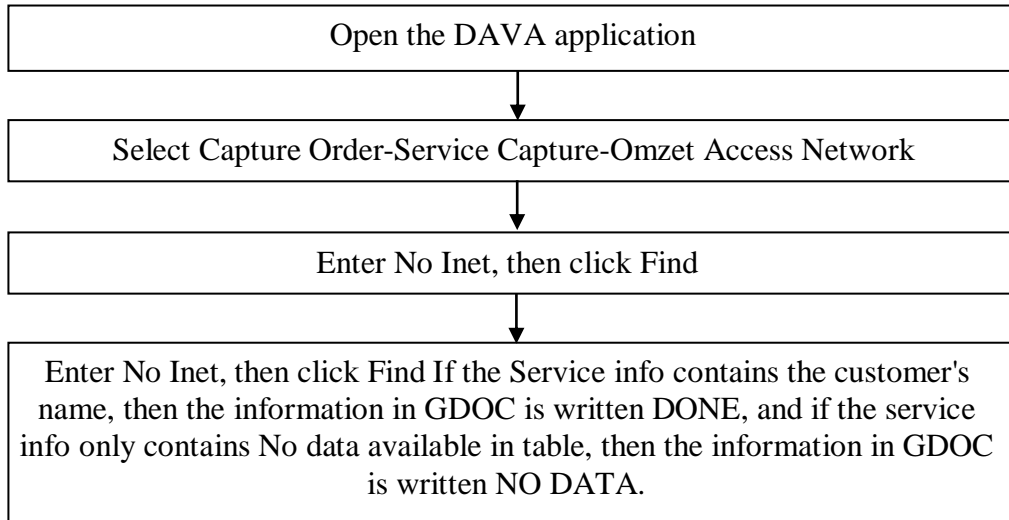 Open the DAVA application
Select Capture Order-Service Capture-Omzet Access Network
Enter No Inet, then click Find
Enter No Inet, then click Find If the Service info contains the customer's
name, then the information in GDOC is written DONE, and if the service
info only contains No data available in table, then the information in GDOC
is written NO DATA.